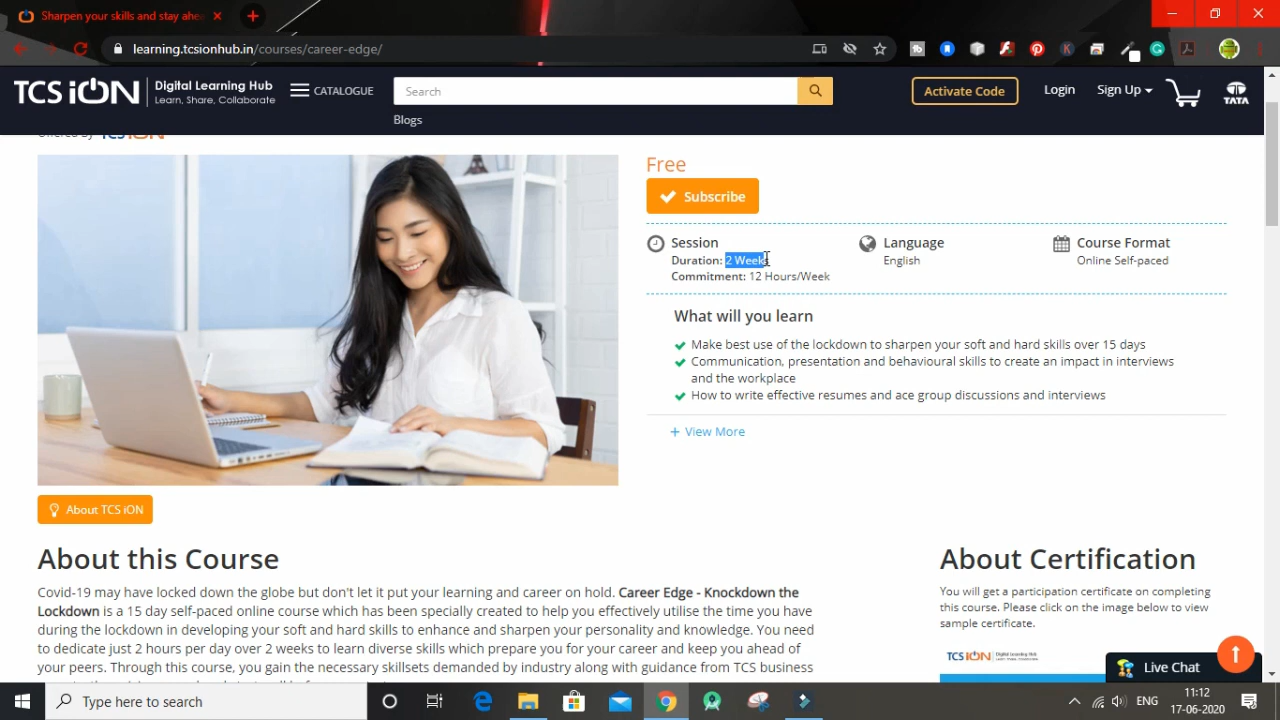 Sharpen your skills and stay ahe
learning.tcsionhub.in/courses/career-edge/
TCS iON
Digital Learning Hub
Learn, Share, Collaborate
CATALOGUE
Search
Activate Code
Login
Sign Up
TATA
Blogs
Free
Subscribe
Session
Duration: 2 Weeks
Commitment: 12 Hours/Week
Language
English
Course Format
Online Self-paced
What will you learn
Make best use of the lockdown to sharpen your soft and hard skills over 15 days
Communication, presentation and behavioural skills to create an impact in interviews
and the workplace
How to write effective resumes and ace group discussions and interviews
+ View More
About TCS iON
About this Course
Covid-19 may have locked down the globe but don't let it put your learning and career on hold. Career Edge - Knockdown the
Lockdown is a 15 day self-paced online course which has been specially created to help you effectively utilise the time you have
during the lockdown in developing your soft and hard skills to enhance and sharpen your personality and knowledge. You need
to dedicate just 2 hours per day over 2 weeks to learn diverse skills which prepare you for your career and keep you ahead of
your peers. Through this course, you gain the necessary skillsets demanded by industry along with guidance from TCS business
About Certification
You will get a participation certificate on completing
this course. Please click on the image below to view
sample certificate.
TCS iON
Digital Learning Hub
Live Chat
Type here to search
ENG
11:12
17-06-2020